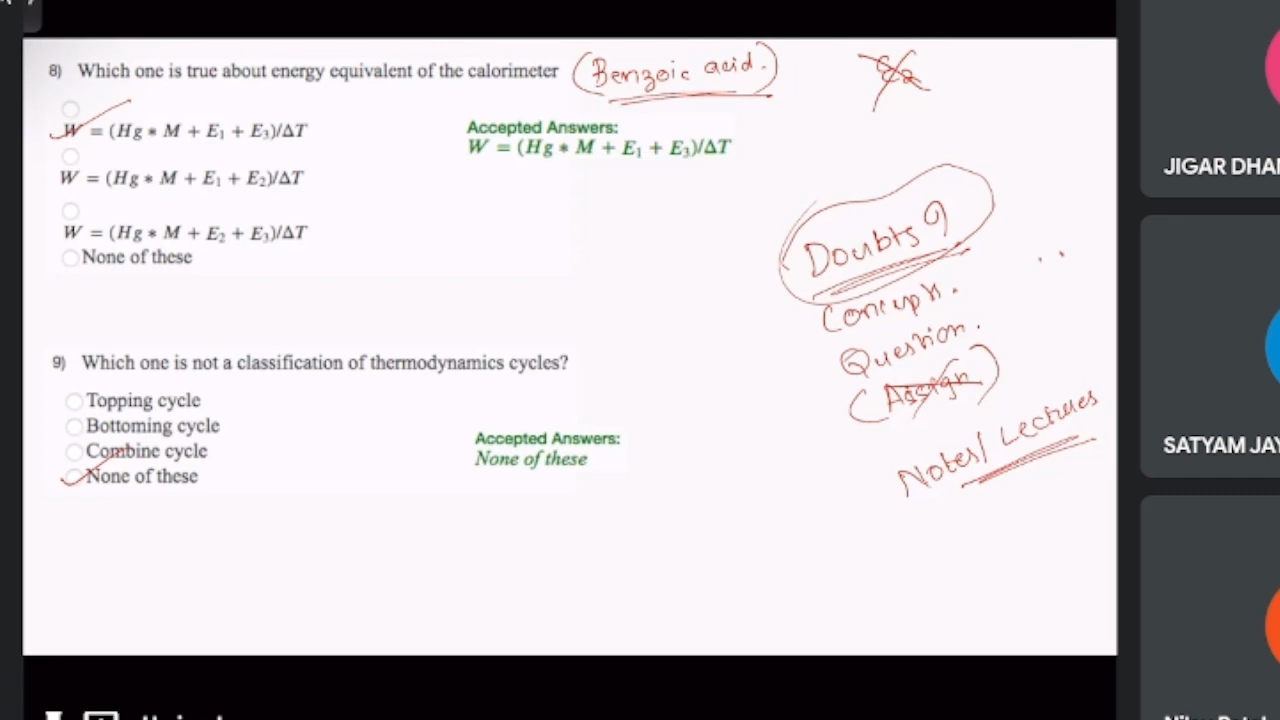 8) Which one is true about energy equivalent of the calorimeter (Benzoic acid.)
W = (Hg ∗ M + E₁ + E₃)/ΔT
W = (Hg ∗ M + E₁ + E₂)/ΔT
W = (Hg ∗ M + E₂ + E₃)/ΔT
None of these
Accepted Answers:
W = (Hg ∗ M + E₁ + E₃)/ΔT
Doubts ?
Concepts.
Question.
(Assign)
Notes/ Lectures
9) Which one is not a classification of thermodynamics cycles?
Topping cycle
Bottoming cycle
Combine cycle
None of these
Accepted Answers:
None of these
JIGAR DHA
SATYAM JAY